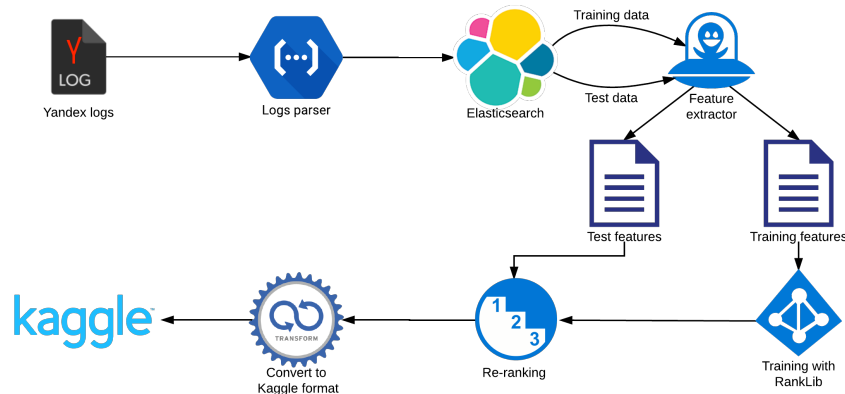 Y
LOG
Yandex logs
Logs parser
Elasticsearch
Training data
Test data
Feature
extractor
Test features
Training features
kaggle™
TRANSFORM
Convert to
Kaggle format
1
2
3
Re-ranking
Training with
RankLib